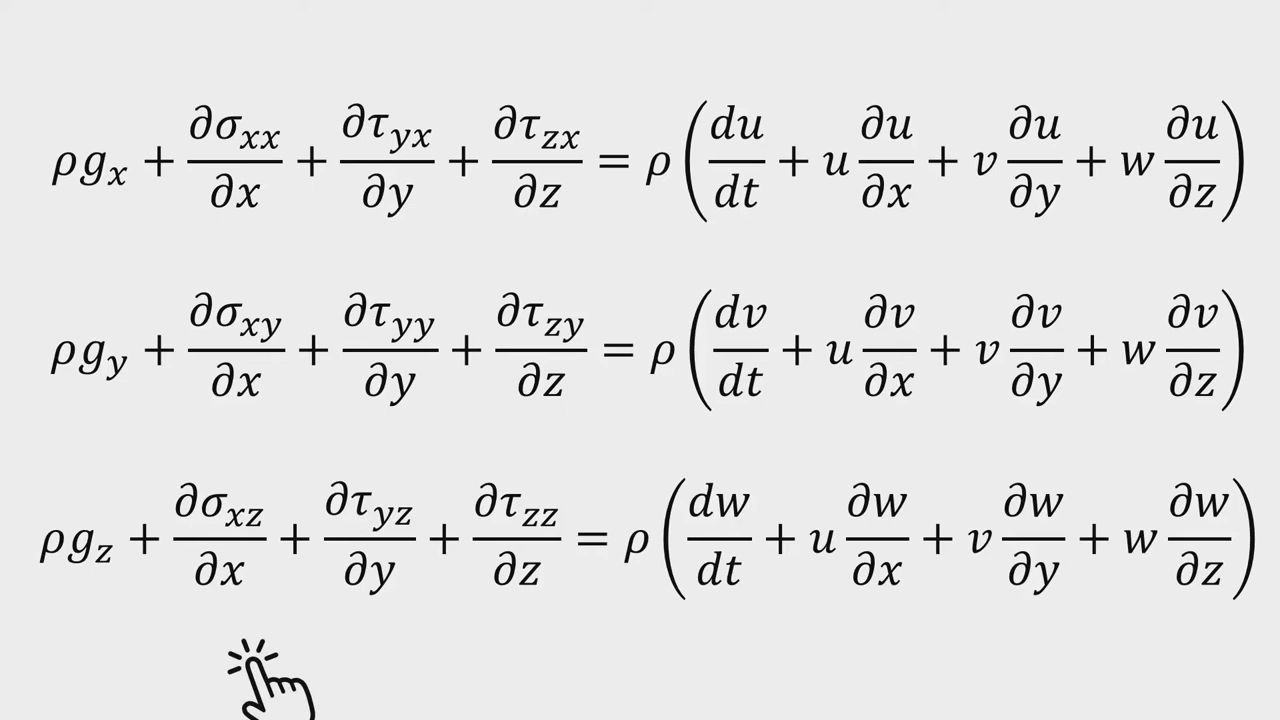 ρg_x + ∂σ_xx/∂x + ∂τ_yx/∂y + ∂τ_zx/∂z = ρ(du/dt + u ∂u/∂x + v ∂u/∂y + w ∂u/∂z)
ρg_y + ∂σ_xy/∂x + ∂τ_yy/∂y + ∂τ_zy/∂z = ρ(dv/dt + u ∂v/∂x + v ∂v/∂y + w ∂v/∂z)
ρg_z + ∂σ_xz/∂x + ∂τ_yz/∂y + ∂τ_zz/∂z = ρ(dw/dt + u ∂w/∂x + v ∂w/∂y + w ∂w/∂z)